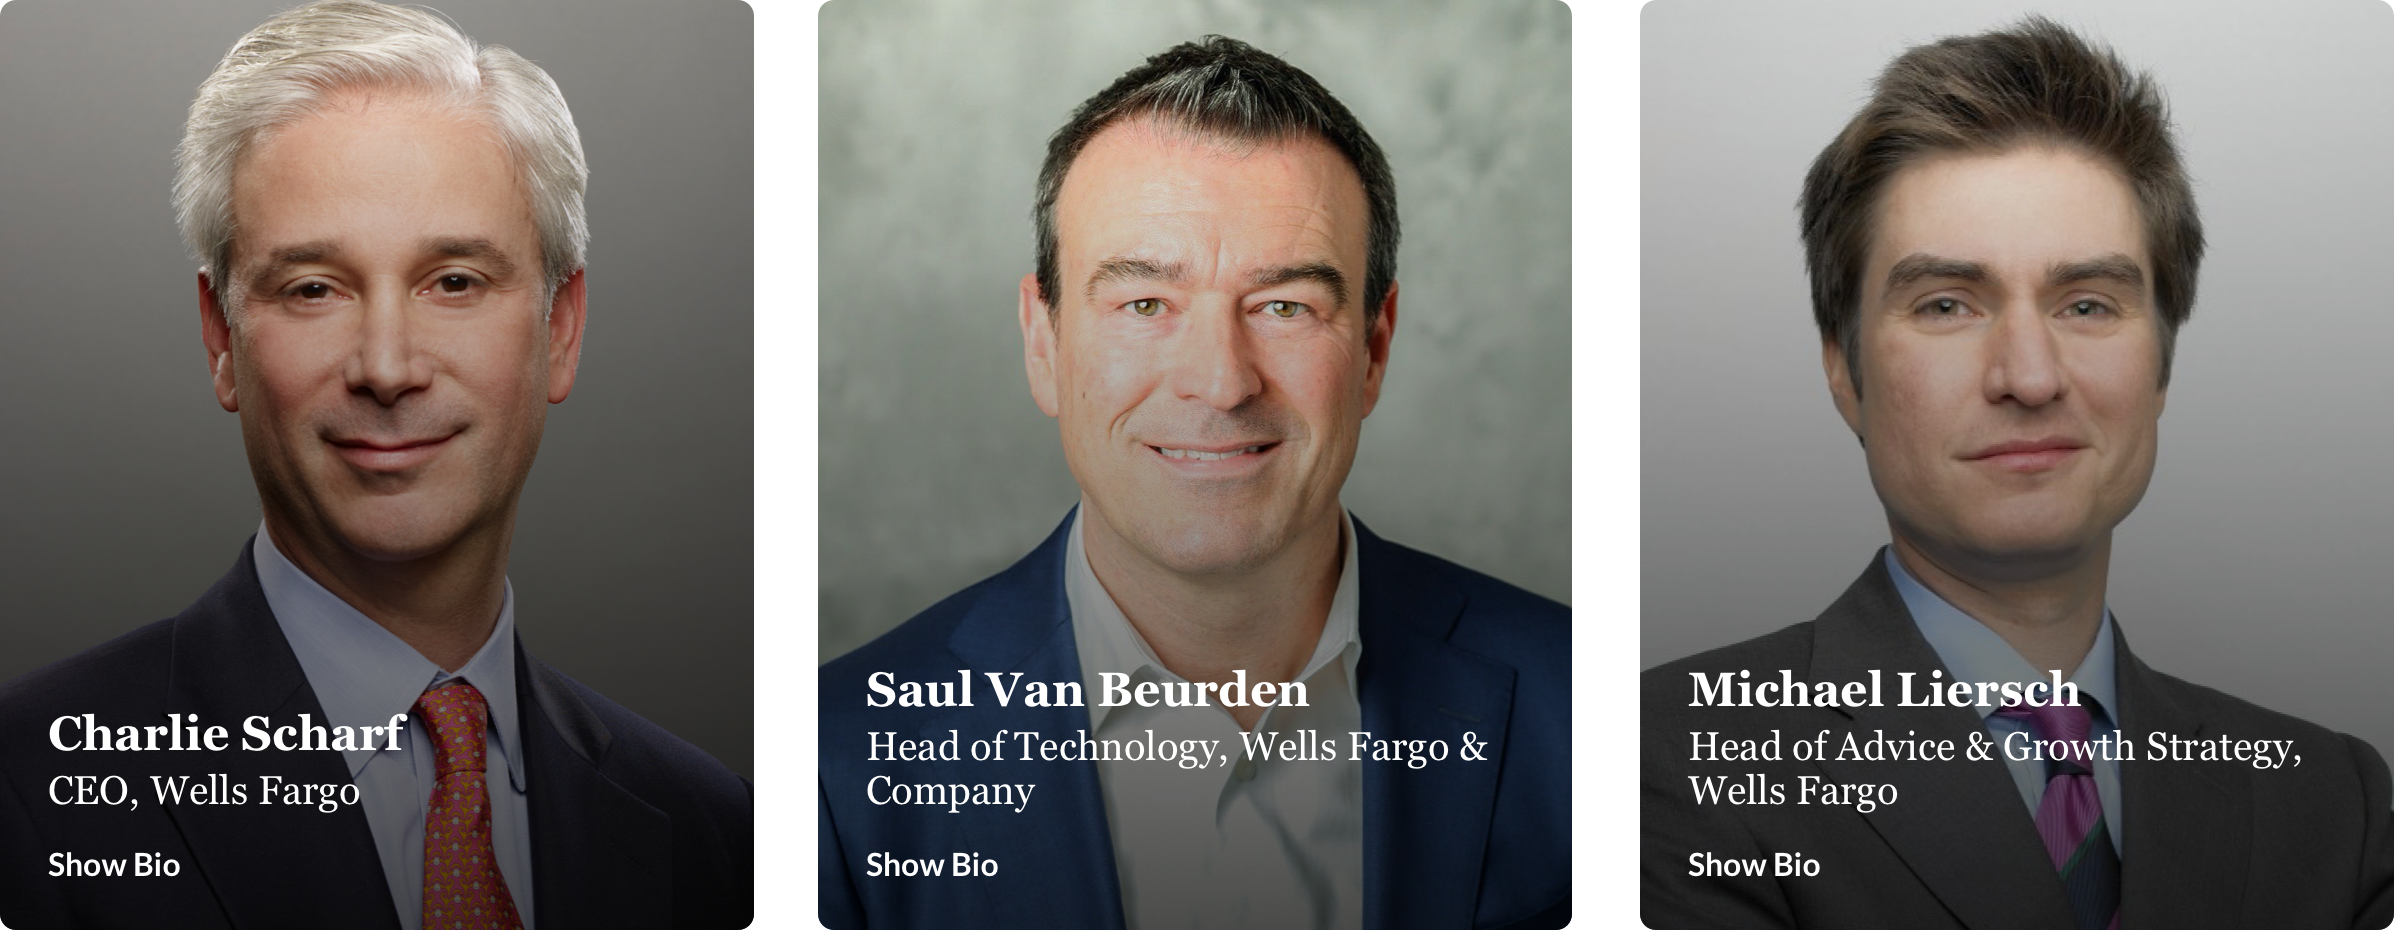 Charlie Scharf
CEO, Wells Fargo
Show Bio
Saul Van Beurden
Head of Technology, Wells Fargo &
Company
Show Bio
Michael Liersch
Head of Advice & Growth Strategy,
Wells Fargo
Show Bio